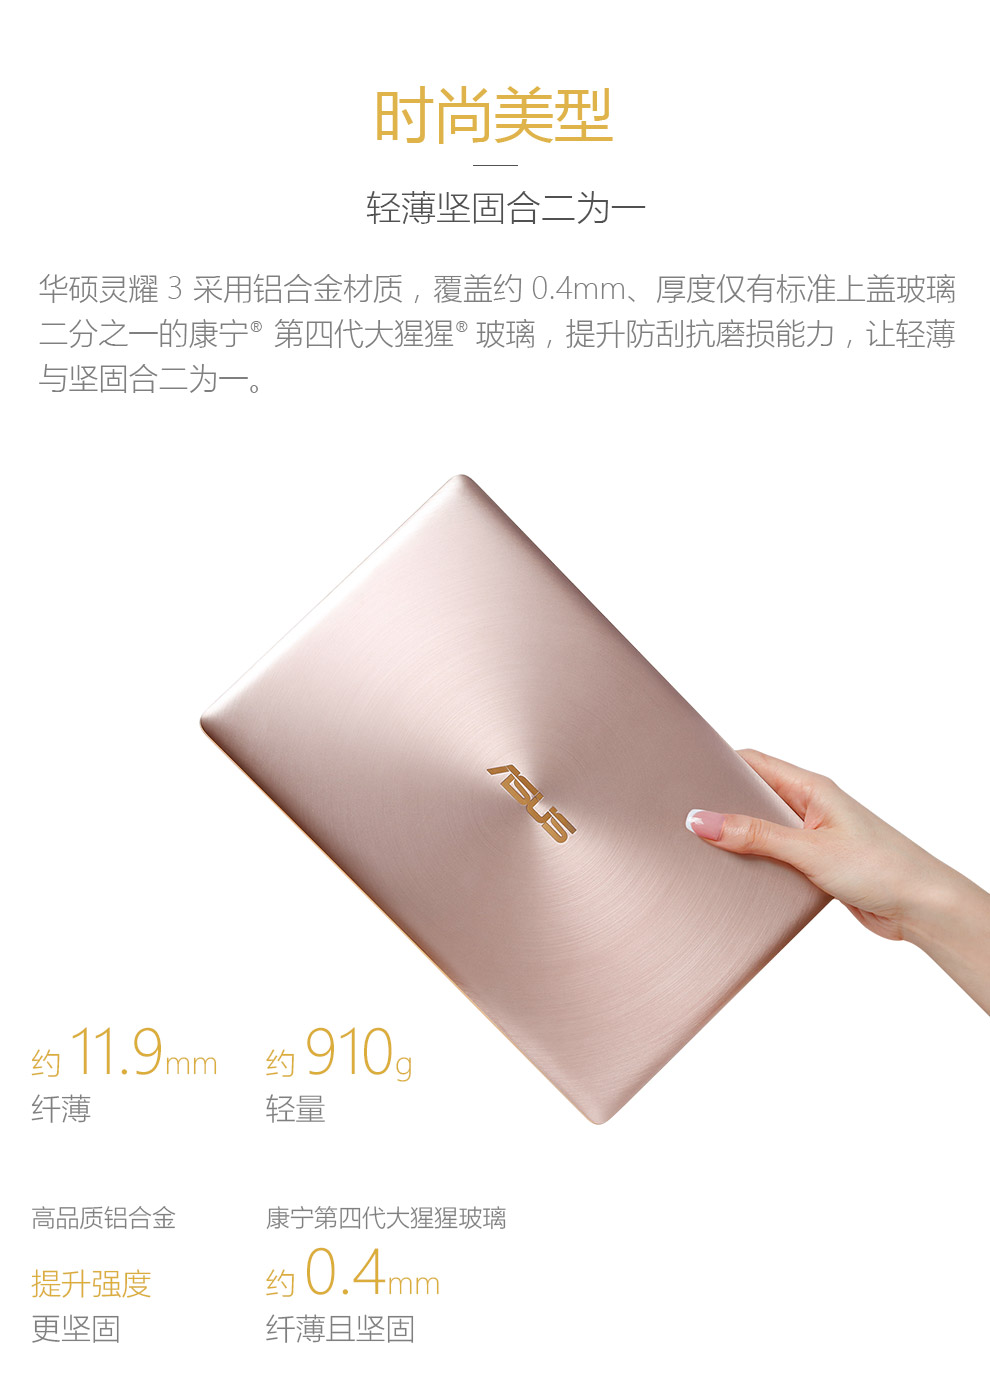 时尚美型
轻薄坚固合二为一
华硕灵耀 3 采用铝合金材质，覆盖约 0.4mm、厚度仅有标准上盖玻璃
二分之一的康宁® 第四代大猩猩® 玻璃，提升防刮抗磨损能力，让轻薄
与坚固合二为一。
ASUS
约 11.9mm 约 910g
纤薄 轻量
高品质铝合金 康宁第四代大猩猩玻璃
提升强度 约 0.4mm
更坚固 纤薄且坚固